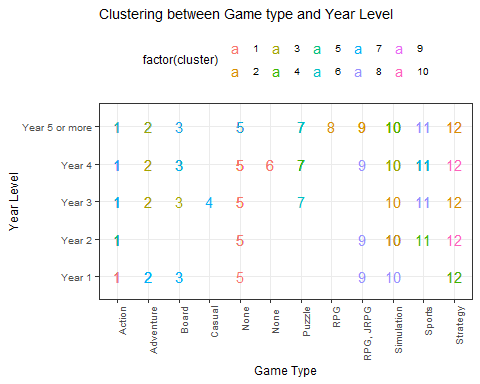 Clustering between Game type and Year Level
factor(cluster) a 1 a 3 a 5 a 7 a 9
a 2 a 4 a 6 a 8 a 10
Year Level
Year 5 or more 1 2 3 5 7 8 9 10 11 12
Year 4 1 2 3 5 6 7 9 10 11 12
Year 3 1 2 3 4 5 7 10 11 12
Year 2 1 5 9 10 11 12
Year 1 1 2 3 5 9 10 12
Action Adventure Board Casual None None Puzzle RPG RPG, JRPG Simulation Sports Strategy
Game Type